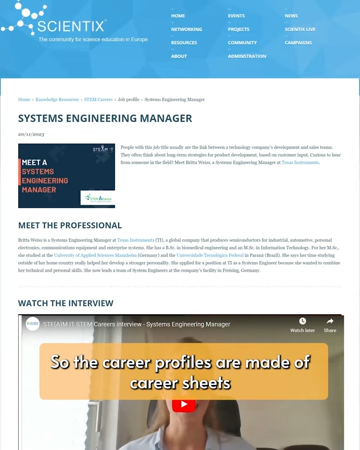 SCIENTIX
The community for science education in Europe
HOME
EVENTS
NEWS
NETWORKING
PROJECTS
SCIENTIX LIVE
RESOURCES
COMMUNITY
CAMPAIGNS
ABOUT
ADMINISTRATION
Home > Knowledge Resources > STEM Careers > Job profile – Systems Engineering Manager
SYSTEMS ENGINEERING MANAGER
20/11/2023
MEET A
SYSTEMS
ENGINEERING
MANAGER
People with this job title usually are the link between a technology company's development and sales teams.
They often think about long-term strategies for product development, based on customer input. Curious to hear
from someone in the field? Meet Britta Weiss, a Systems Engineering Manager at Texas Instruments.
MEET THE PROFESSIONAL
Britta Weiss is a Systems Engineering Manager at Texas Instruments (TI), a global company that produces semiconductors for industrial, automotive, personal
electronics, communications equipment and enterprise systems. She has a B.Sc. in biomedical engineering and an M.Sc. in Information Technology. For her M.Sc.,
she studied at the University of Applied Sciences Mannheim (Germany) and the Universidade Tecnológica Federal in Paraná (Brazil). She says her time studying
outside of her home country really helped her develop a stronger personality. She applied for a position at TI as a Systems Engineer because she wanted to combine
her technical and personal skills. She now leads a team of System Engineers at the company's facility in Freising, Germany.
WATCH THE INTERVIEW
STE(A)M IT STEM Careers interview - Systems Engineering Manager
Watch later
Share
So the career profiles are made of
career sheets